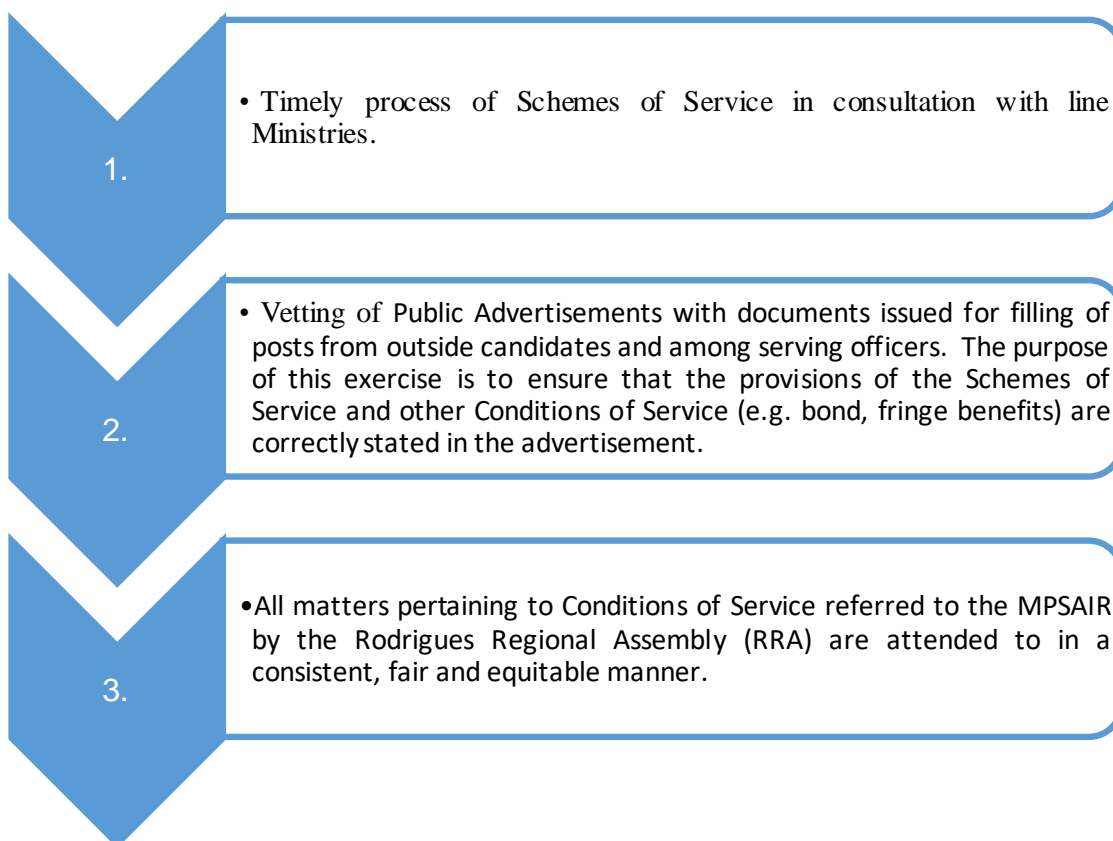 1.
• Timely process of Schemes of Service in consultation with line
Ministries.
2.
• Vetting of Public Advertisements with documents issued for filling of
posts from outside candidates and among serving officers. The purpose
of this exercise is to ensure that the provisions of the Schemes of
Service and other Conditions of Service (e.g. bond, fringe benefits) are
correctly stated in the advertisement.
3.
•All matters pertaining to Conditions of Service referred to the MPSAIR
by the Rodrigues Regional Assembly (RRA) are attended to in a
consistent, fair and equitable manner.